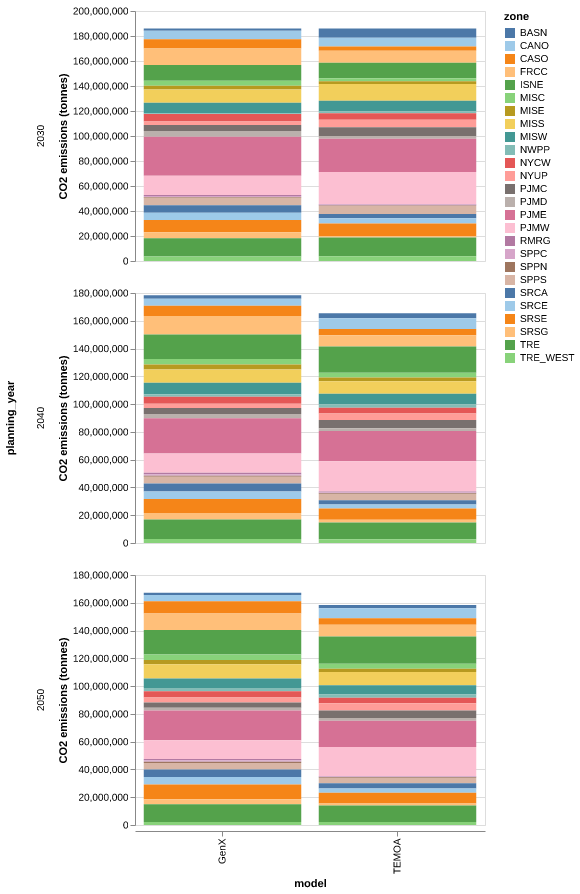 planning_year
2030
CO2 emissions (tonnes)
200,000,000
180,000,000
160,000,000
140,000,000
120,000,000
100,000,000
80,000,000
60,000,000
40,000,000
20,000,000
0
2040
CO2 emissions (tonnes)
180,000,000
160,000,000
140,000,000
120,000,000
100,000,000
80,000,000
60,000,000
40,000,000
20,000,000
0
2050
CO2 emissions (tonnes)
180,000,000
160,000,000
140,000,000
120,000,000
100,000,000
80,000,000
60,000,000
40,000,000
20,000,000
0
GenX
TEMOA
model
zone
BASN
CANO
CASO
FRCC
ISNE
MISC
MISE
MISS
MISW
NWPP
NYCW
NYUP
PJMC
PJMD
PJME
PJMW
RMRG
SPPC
SPPN
SPPS
SRCA
SRCE
SRSE
SRSG
TRE
TRE_WEST